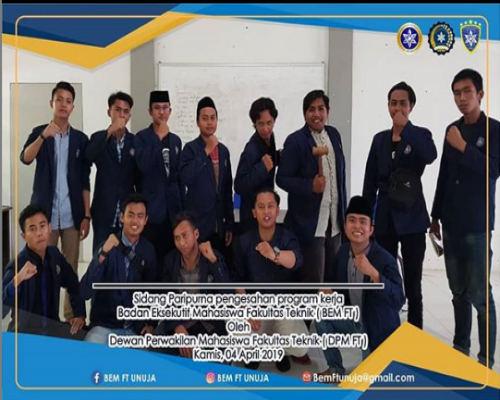 Sidang Paripurna pengesahan program kerja
Badan Eksekutif Mahasiswa Fakultas Teknik ( BEM FT )
Oleh
Dewan Perwakilan Mahasiswa Fakultas Teknik ( DPM FT )
Kamis, 04 April 2019
BEM FT UNUJA
BEM FT UNUJA
BemFtunuja@gmail.com